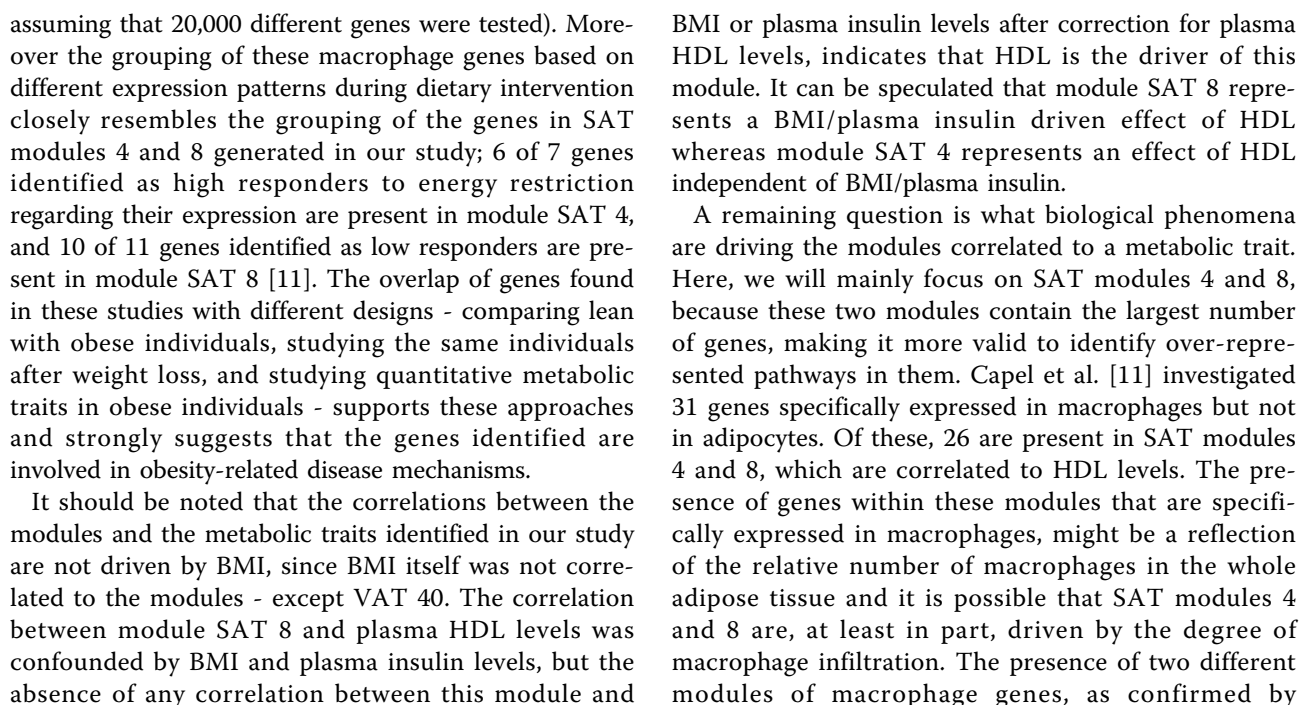 assuming that 20,000 different genes were tested). More-
over the grouping of these macrophage genes based on
different expression patterns during dietary intervention
closely resembles the grouping of the genes in SAT
modules 4 and 8 generated in our study; 6 of 7 genes
identified as high responders to energy restriction
regarding their expression are present in module SAT 4,
and 10 of 11 genes identified as low responders are pre-
sent in module SAT 8 [11]. The overlap of genes found
in these studies with different designs - comparing lean
with obese individuals, studying the same individuals
after weight loss, and studying quantitative metabolic
traits in obese individuals - supports these approaches
and strongly suggests that the genes identified are
involved in obesity-related disease mechanisms.
It should be noted that the correlations between the
modules and the metabolic traits identified in our study
are not driven by BMI, since BMI itself was not corre-
lated to the modules - except VAT 40. The correlation
between module SAT 8 and plasma HDL levels was
confounded by BMI and plasma insulin levels, but the
absence of any correlation between this module and
BMI or plasma insulin levels after correction for plasma
HDL levels, indicates that HDL is the driver of this
module. It can be speculated that module SAT 8 repre-
sents a BMI/plasma insulin driven effect of HDL
whereas module SAT 4 represents an effect of HDL
independent of BMI/plasma insulin.
A remaining question is what biological phenomena
are driving the modules correlated to a metabolic trait.
Here, we will mainly focus on SAT modules 4 and 8,
because these two modules contain the largest number
of genes, making it more valid to identify over-repre-
sented pathways in them. Capel et al. [11] investigated
31 genes specifically expressed in macrophages but not
in adipocytes. Of these, 26 are present in SAT modules
4 and 8, which are correlated to HDL levels. The pre-
sence of genes within these modules that are specifi-
cally expressed in macrophages, might be a reflection
of the relative number of macrophages in the whole
adipose tissue and it is possible that SAT modules 4
and 8 are, at least in part, driven by the degree of
macrophage infiltration. The presence of two different
modules of macrophage genes, as confirmed by